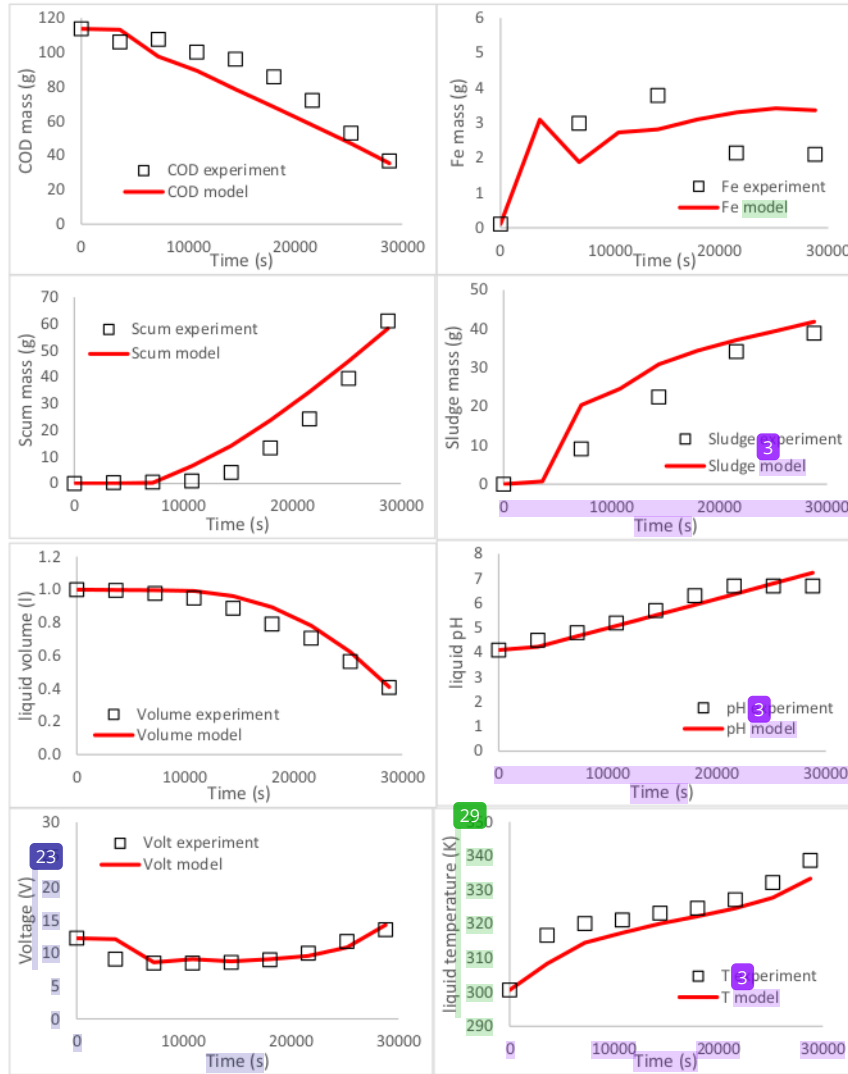 120
100
80
60
40
20
0
COD mass (g)
COD experiment
COD model
0 10000 20000 30000
Time (s)
6
5
4
3
2
1
0
Fe mass (g)
Fe experiment
Fe model
0 10000 20000 30000
Time (s)
70
60
50
40
30
20
10
0
Scum mass (g)
Scum experiment
Scum model
0 10000 20000 30000
Time (s)
50
40
30
20
10
0
Sludge mass (g)
Sludge experiment
3
Sludge model
0 10000 20000 30000
Time (s)
1.2
1.0
0.8
0.6
0.4
0.2
0.0
liquid volume (l)
Volume experiment
Volume model
0 10000 20000 30000
Time (s)
8
7
6
5
4
3
2
1
0
liquid pH
pH experiment
3
pH model
0 10000 20000 30000
Time (s)
30
23
20
15
10
5
0
Voltage (V)
Volt experiment
Volt model
0 10000 20000 30000
Time (s)
29
340
330
320
310
300
290
liquid temperature (K)
T experiment
3
T model
0 10000 20000 30000
Time (s)